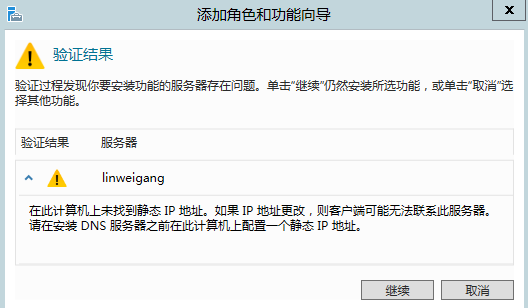 添加角色和功能向导
x
验证结果
验证过程发现你要安装功能的服务器存在问题。单击"继续"仍然安装所选功能，或单击"取消"选
择其他功能。
验证结果 服务器
linweigang
在此计算机上未找到静态 IP 地址。如果 IP 地址更改，则客户端可能无法联系此服务器。
请在安装 DNS 服务器之前在此计算机上配置一个静态 IP 地址。
继续 取消